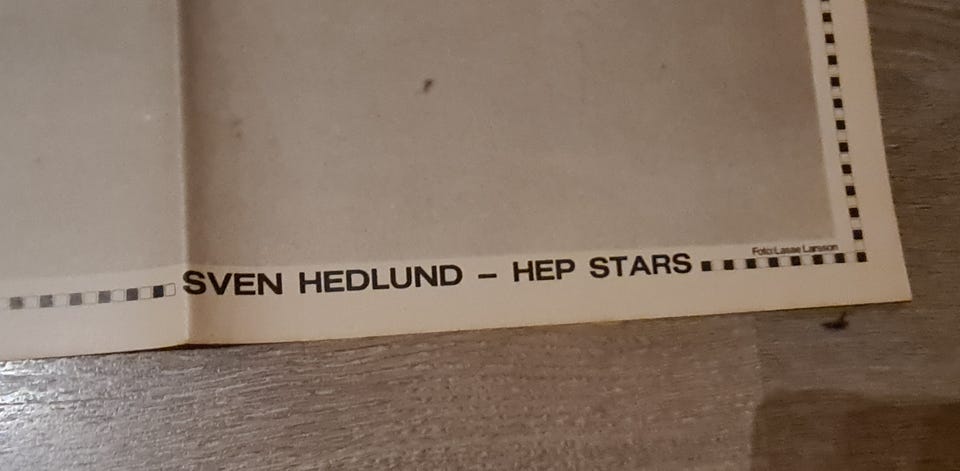 Foto: Lasse Larsson
SVEN HEDLUND – HEP STARS